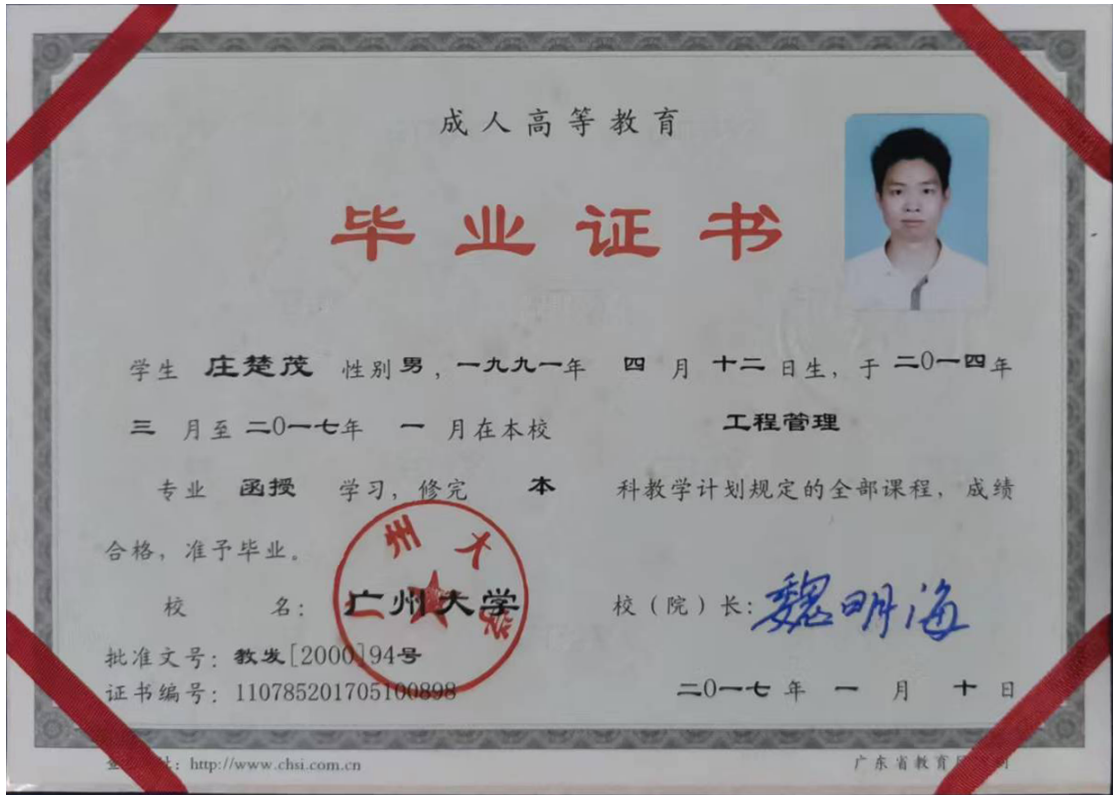 成人高等教育
毕业证书
学生 庄楚茂 性别 男，一九九一年 四 月 十二 日生，于 二〇一四年
三 月至 二〇一七年 一 月在本校 工程管理
专业 函授 学习，修完 本 科教学计划规定的全部课程，成绩
合格，准予毕业。
校 名： 广州大学 校（院）长：魏明海
州大学
批准文号：教发[2000]94号
证书编号：110785201705100898 二〇一七 年 一 月 十 日
http://www.chsi.com.cn 广东省教育